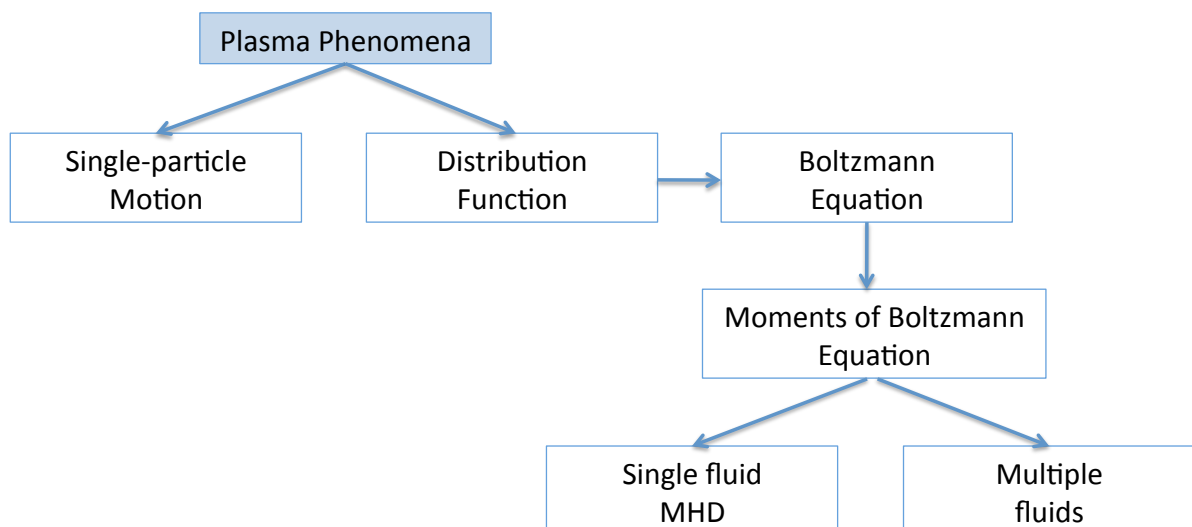 Plasma Phenomena
Single-particle
Motion
Distribution
Function
Boltzmann
Equation
Moments of Boltzmann
Equation
Single fluid
MHD
Multiple
fluids